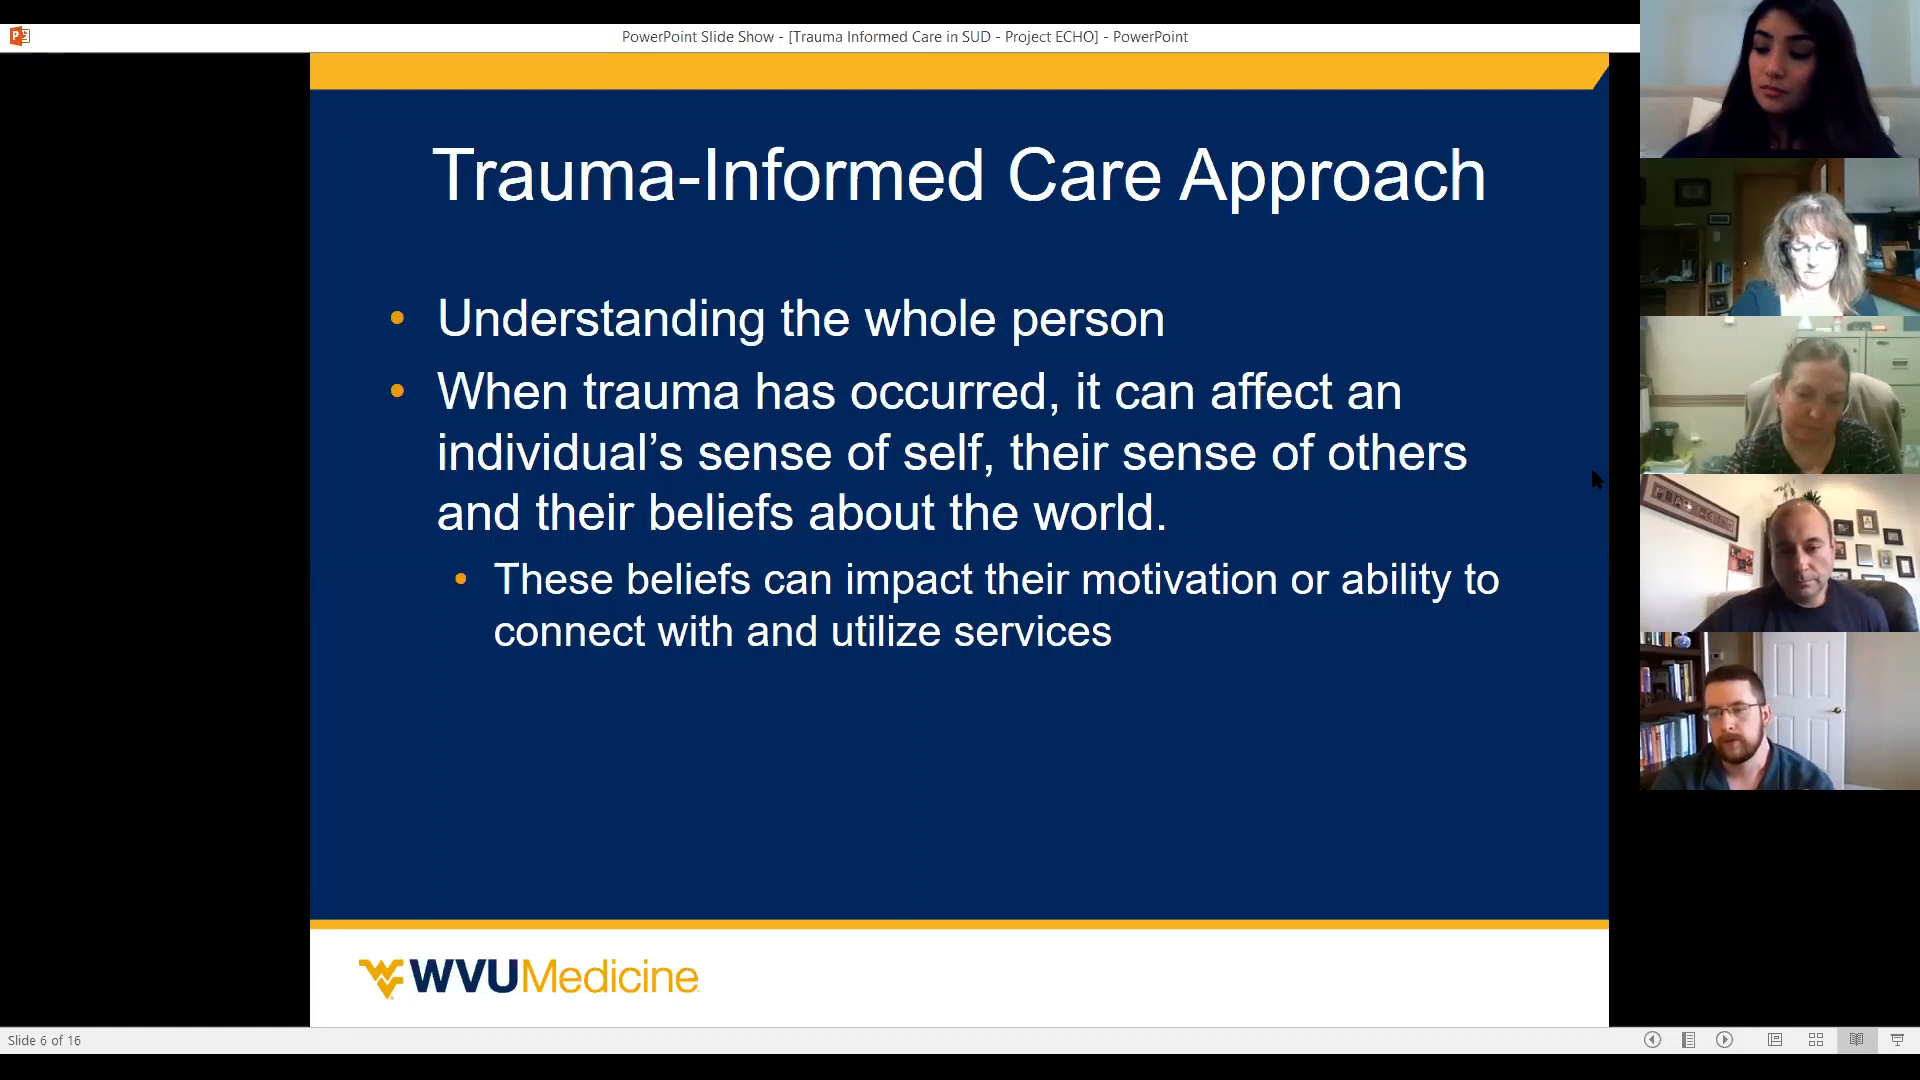 PowerPoint Slide Show - [Trauma Informed Care in SUD - Project ECHO] - PowerPoint
Trauma-Informed Care Approach
• Understanding the whole person
• When trauma has occurred, it can affect an
individual’s sense of self, their sense of others
and their beliefs about the world.
• These beliefs can impact their motivation or ability to
connect with and utilize services
WVUMedicine
Slide 6 of 16